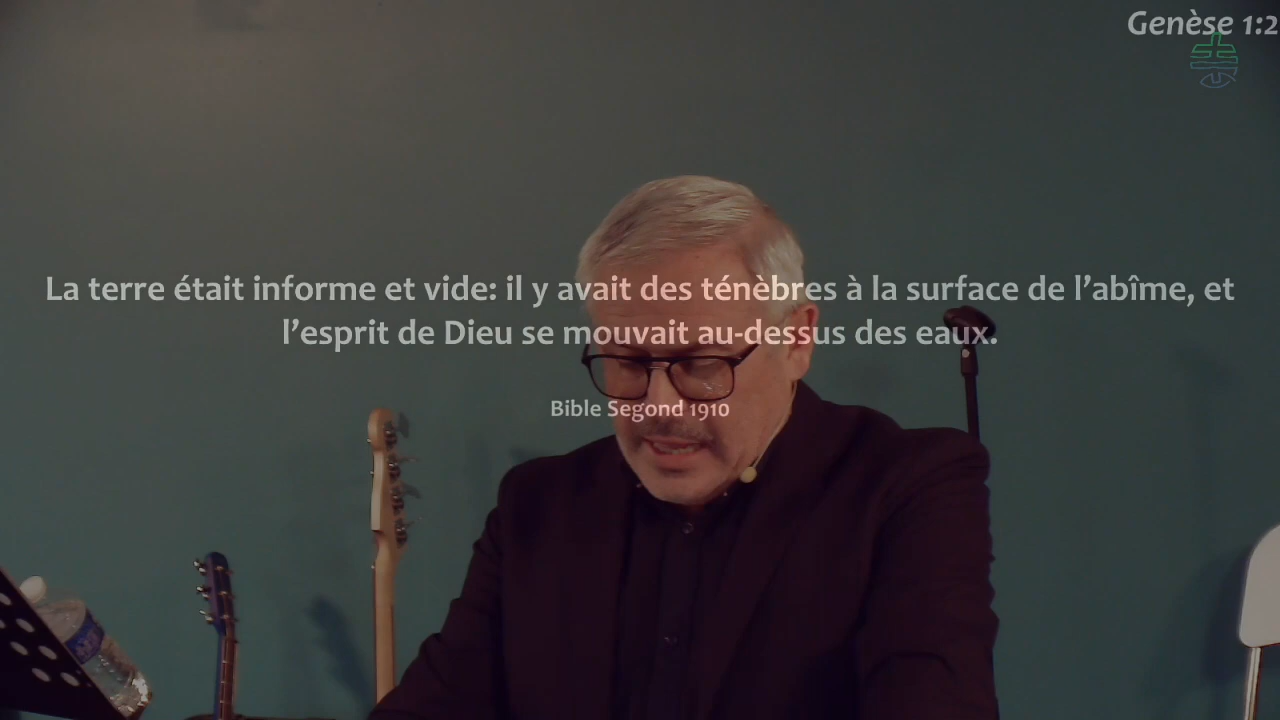 Genèse 1:2
La terre était informe et vide: il y avait des ténèbres à la surface de l’abîme, et
l’esprit de Dieu se mouvait au-dessus des eaux.
Bible Segond 1910